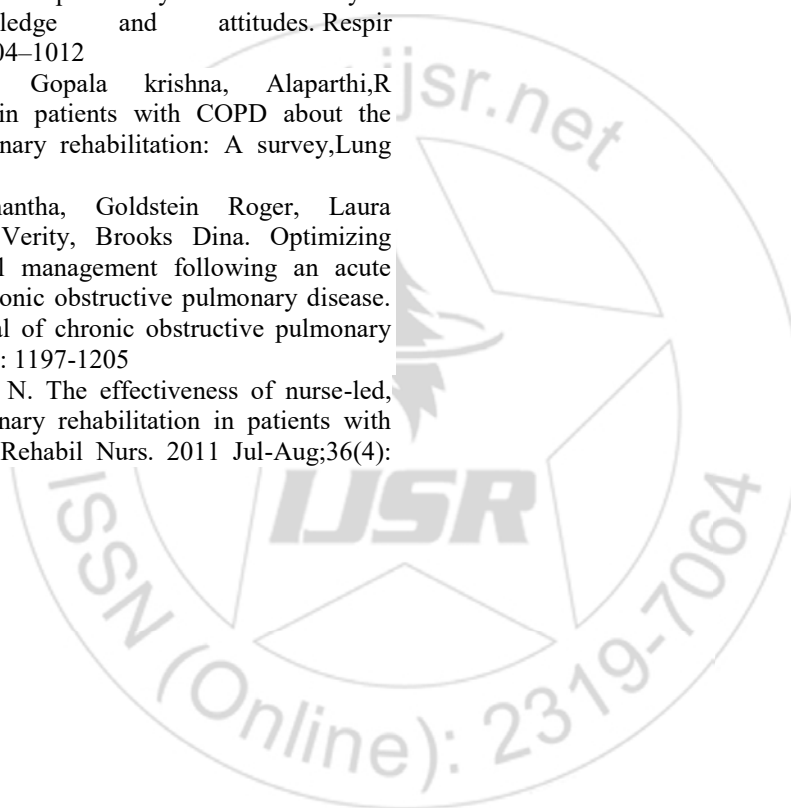 ledge and attitudes. Respir
04–1012
Gopala krishna, Alaparthi,R
in patients with COPD about the
nary rehabilitation: A survey,Lung
antha, Goldstein Roger, Laura
Verity, Brooks Dina. Optimizing
l management following an acute
onic obstructive pulmonary disease.
al of chronic obstructive pulmonary
: 1197-1205
N. The effectiveness of nurse-led,
nary rehabilitation in patients with
Rehabil Nurs. 2011 Jul-Aug;36(4):
ijsr.net
IJSR
ISSN (Online): 2319-7064